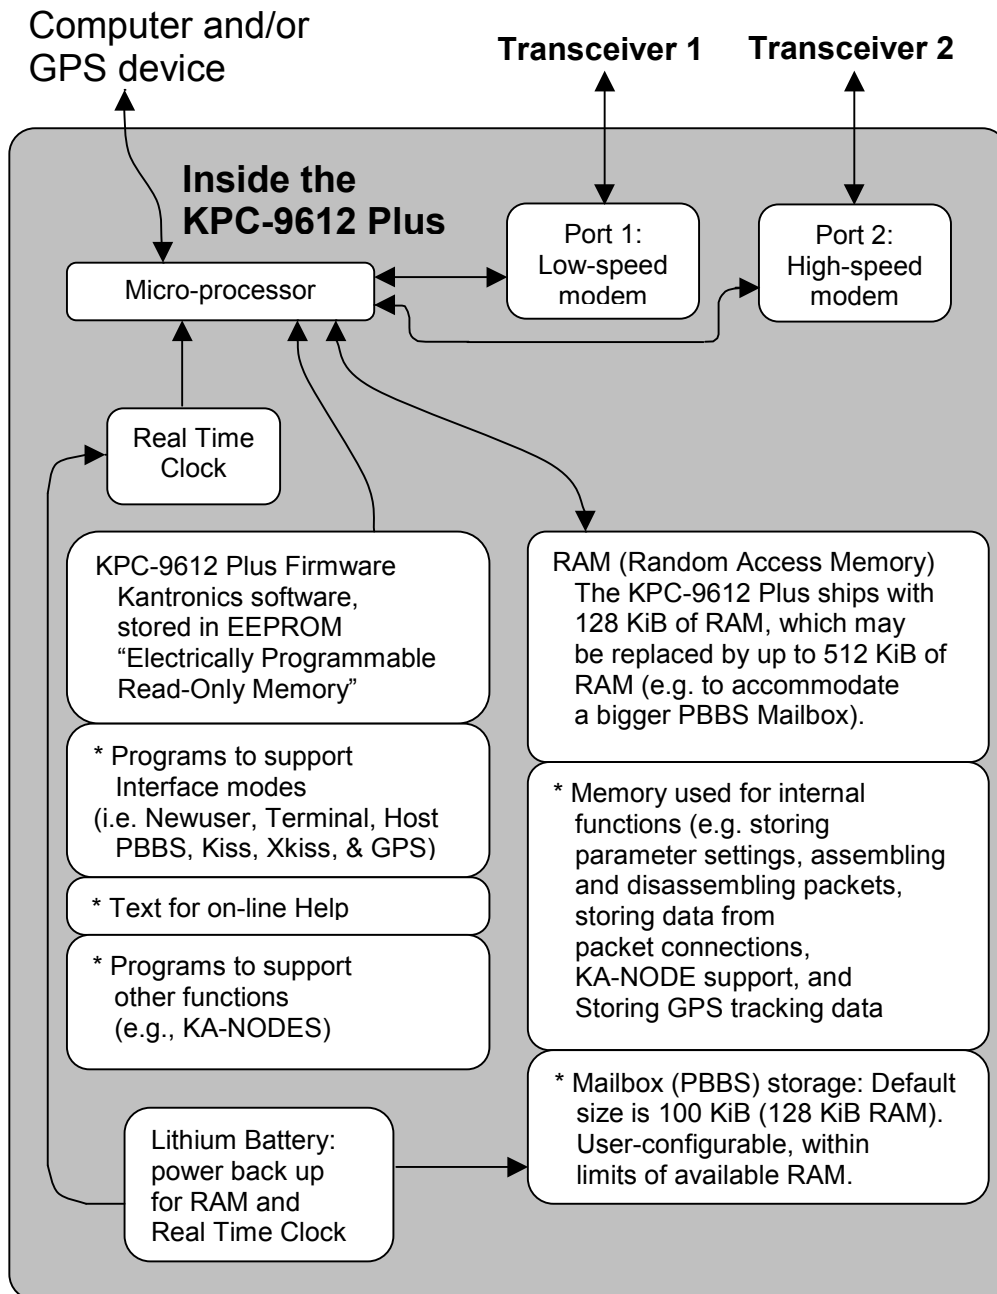 Computer and/or
GPS device
Transceiver 1
Transceiver 2
Inside the
KPC-9612 Plus
Port 1:
Low-speed
modem
Port 2:
High-speed
modem
Micro-processor
Real Time
Clock
KPC-9612 Plus Firmware
Kantronics software,
stored in EEPROM
“Electrically Programmable
Read-Only Memory”
* Programs to support
Interface modes
(i.e. Newuser, Terminal, Host
PBBS, Kiss, Xkiss, & GPS)
* Text for on-line Help
* Programs to support
other functions
(e.g., KA-NODES)
RAM (Random Access Memory)
The KPC-9612 Plus ships with
128 KiB of RAM, which may
be replaced by up to 512 KiB of
RAM (e.g. to accommodate
a bigger PBBS Mailbox).
* Memory used for internal
functions (e.g. storing
parameter settings, assembling
and disassembling packets,
storing data from
packet connections,
KA-NODE support, and
Storing GPS tracking data
* Mailbox (PBBS) storage: Default
size is 100 KiB (128 KiB RAM).
User-configurable, within
limits of available RAM.
Lithium Battery:
power back up
for RAM and
Real Time Clock